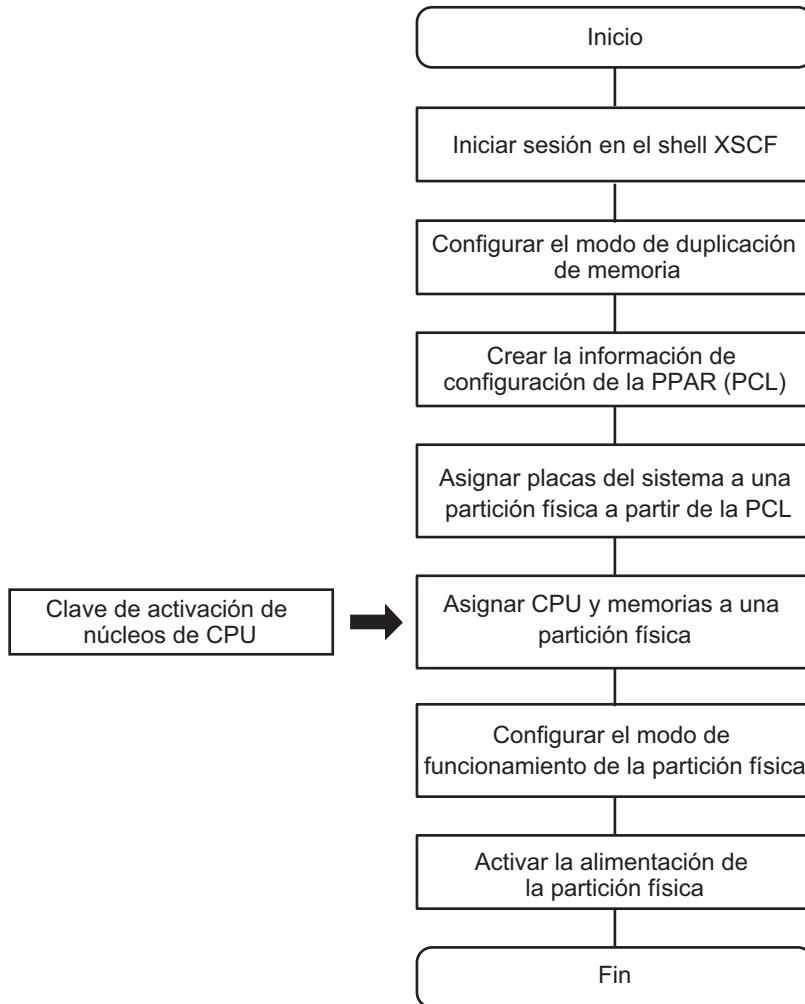 Inicio
Iniciar sesión en el shell XSCF
Configurar el modo de duplicación
de memoria
Crear la información de
configuración de la PPAR (PCL)
Asignar placas del sistema a una
partición física a partir de la PCL
Clave de activación de
núcleos de CPU
Asignar CPU y memorias a una
partición física
Configurar el modo de
funcionamiento de la partición física
Activar la alimentación de
la partición física
Fin